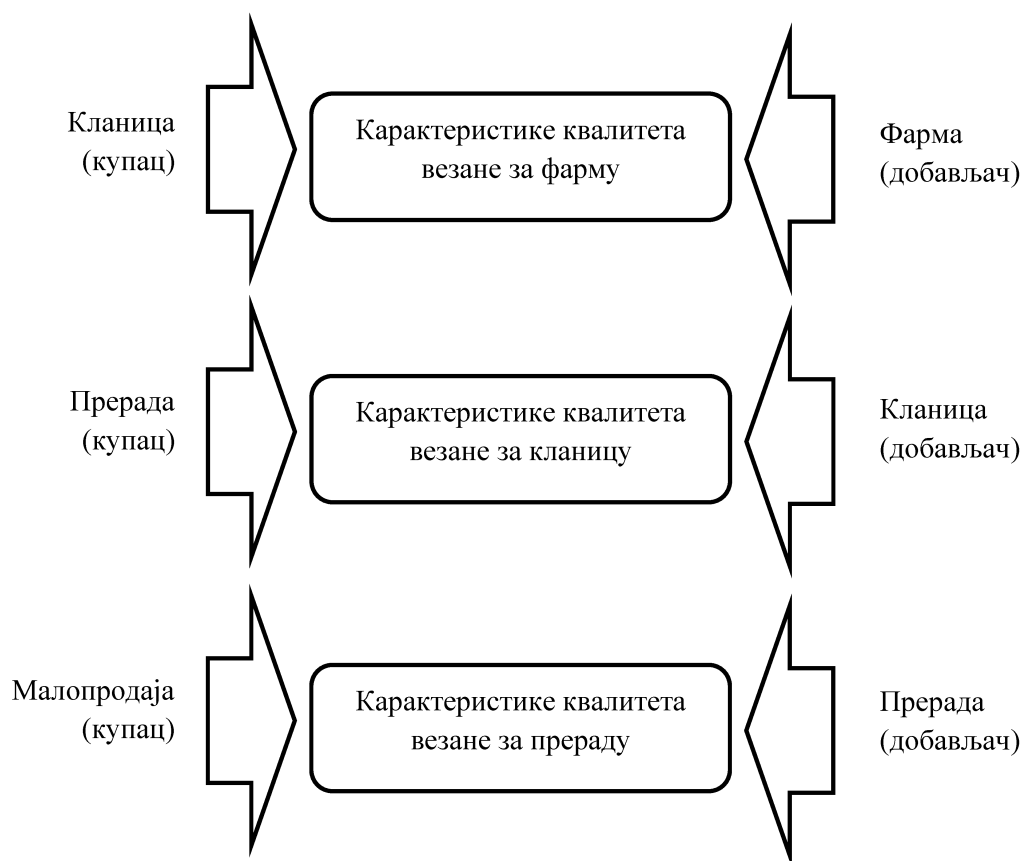 Кланица
(купац)
Карактеристике квалитета
везане за фарму
Фарма
(добављач)
Прерада
(купац)
Карактеристике квалитета
везане за кланицу
Кланица
(добављач)
Малопродаја
(купац)
Карактеристике квалитета
везане за прераду
Прерада
(добављач)